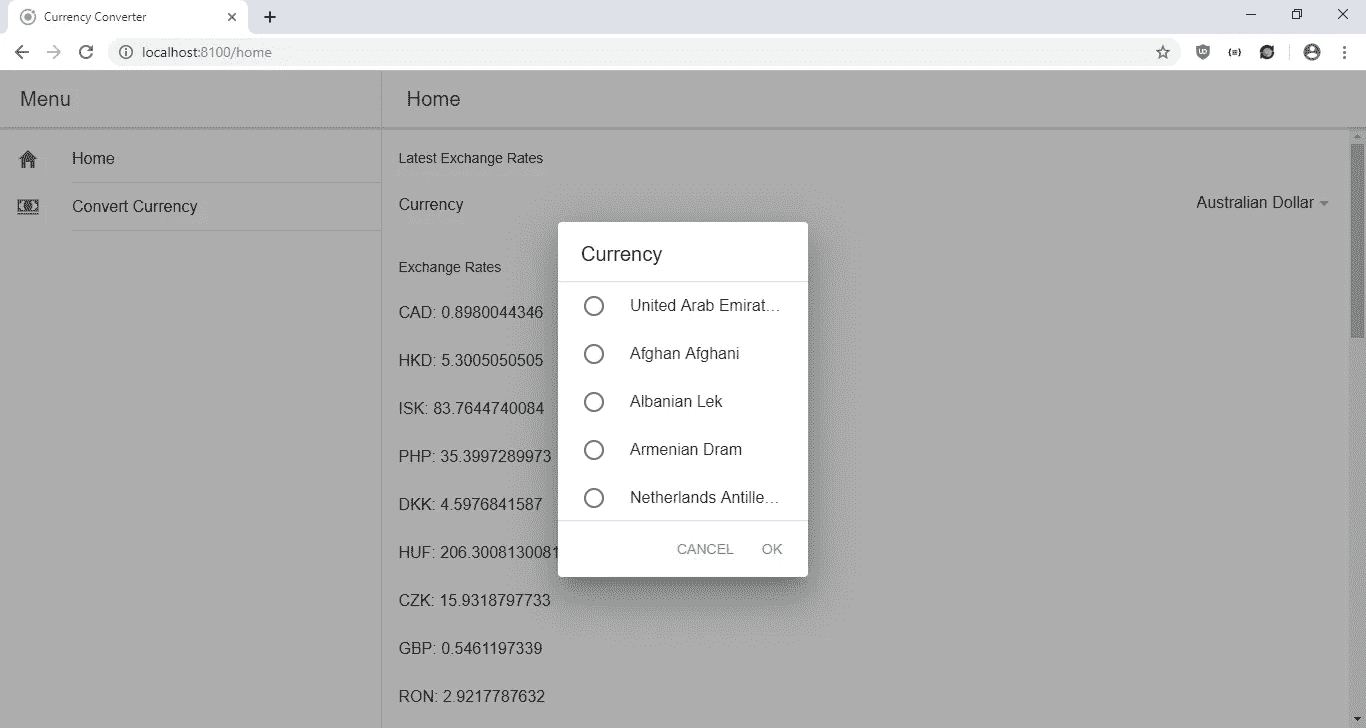 Currency Converter
localhost:8100/home
Menu
Home
Home
Convert Currency
Latest Exchange Rates
Currency
Australian Dollar
Exchange Rates
CAD: 0.8980044346
HKD: 5.3005050505
ISK: 83.7644740084
PHP: 35.3997289973
DKK: 4.5976841587
HUF: 206.3008130081
CZK: 15.9318797733
GBP: 0.5461197339
RON: 2.9217787632
Currency
United Arab Emirat...
Afghan Afghani
Albanian Lek
Armenian Dram
Netherlands Antille...
CANCEL OK